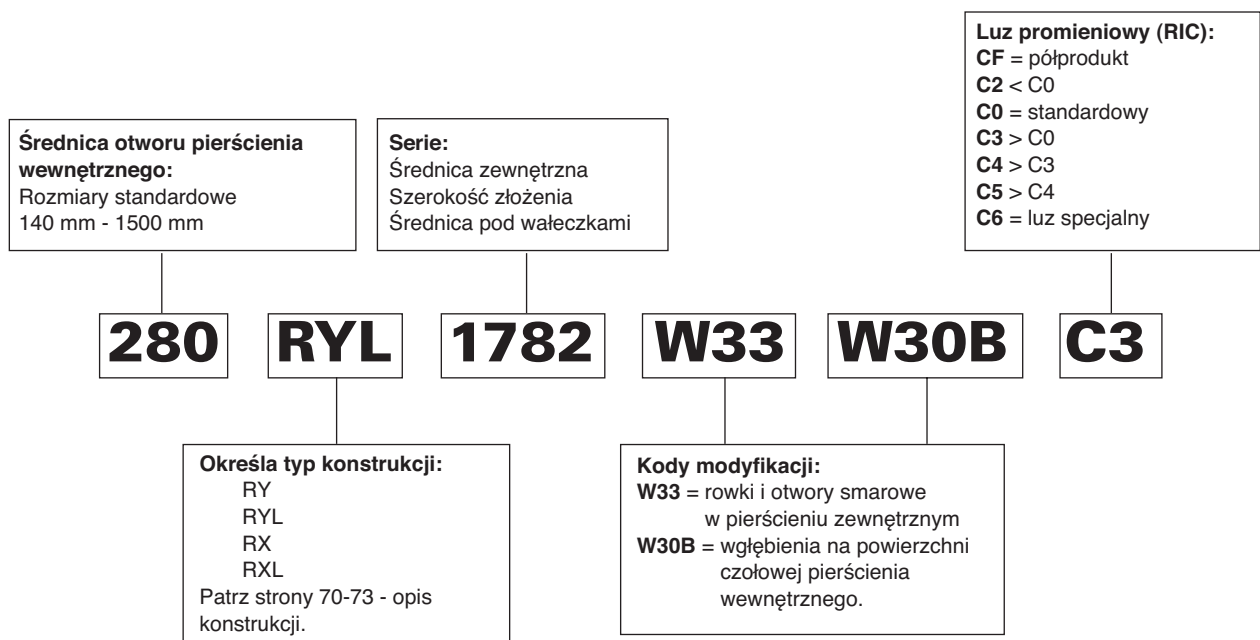 Luz promieniowy (RIC):
CF = półprodukt
C2 < C0
C0 = standardowy
C3 > C0
C4 > C3
C5 > C4
C6 = luz specjalny
Średnica otworu pierścienia
wewnętrznego:
Rozmiary standardowe
140 mm - 1500 mm
Serie:
Średnica zewnętrzna
Szerokość złożenia
Średnica pod wałeczkami
280 RYL 1782 W33 W30B C3
Określa typ konstrukcji:
RY
RYL
RX
RXL
Patrz strony 70-73 - opis
konstrukcji.
Kody modyfikacji:
W33 = rowki i otwory smarowe
w pierścieniu zewnętrznym
W30B = wgłębienia na powierzchni
czołowej pierścienia
wewnętrznego.